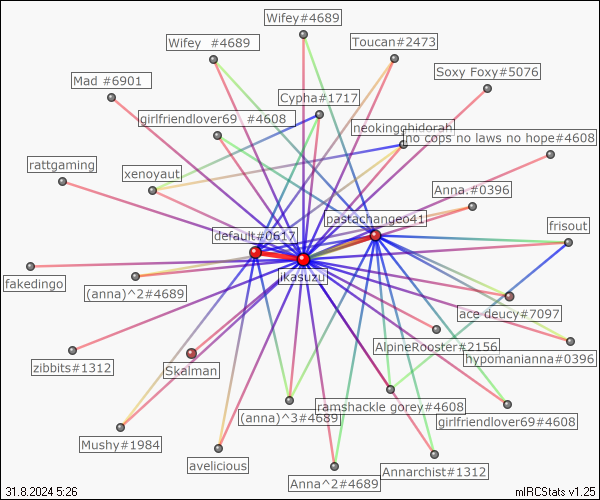 Wifey#4689
Wifey  #4689
Toucan#2473
Soxy Foxy#5076
Mad #6901
Cypha#1717
girlfriendlover69  #4608
neokingghidorah
no cops no laws no hope#4608
rattgaming
xenoyaut
Anna.#0396
pastachangeo41
default#0617
frisout
ikasuzu
fakedingo
(anna)^2#4689
ace deucy#7097
AlpineRooster#2156
hypomanianna#0396
zibbits#1312
Skalman
ramshackle gorey#4608
(anna)^3#4689
girlfriendlover69#4608
Mushy#1984
avelicious
Annarchist#1312
Anna^2#4689
31.8.2024 5:26
mIRCStats v1.25